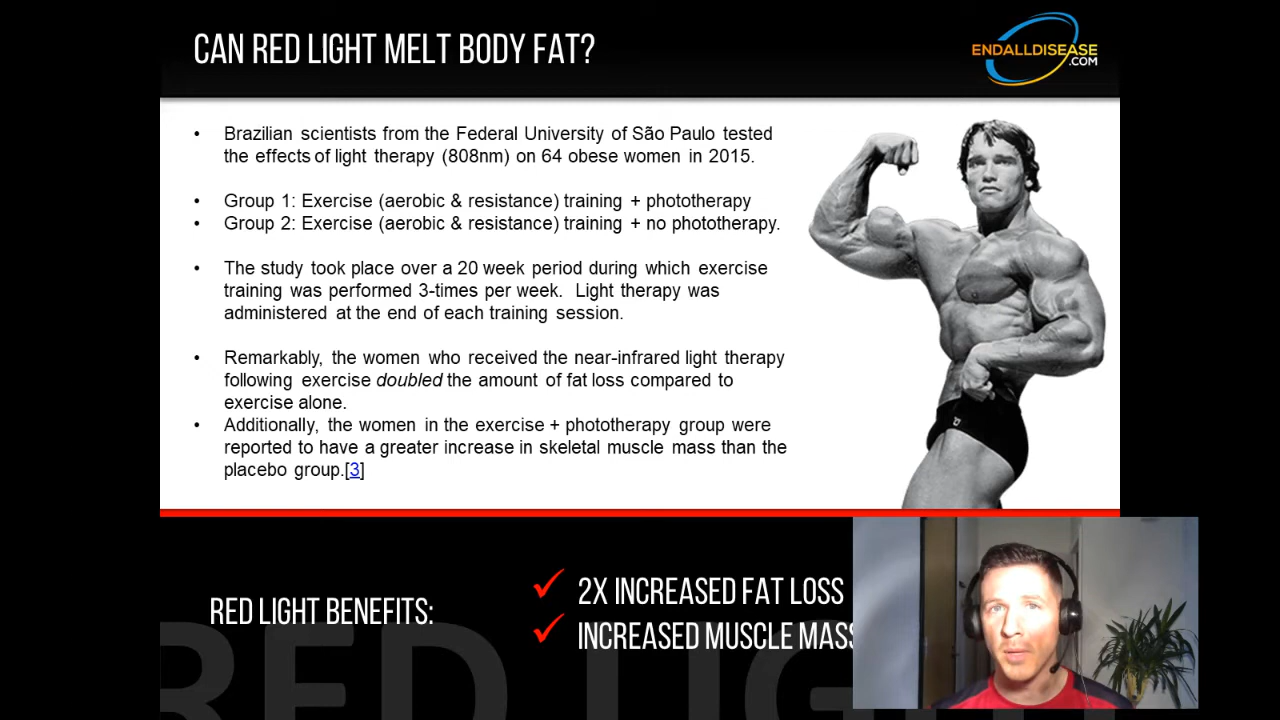 CAN RED LIGHT MELT BODY FAT?
ENDALLDISEASE
.COM
• Brazilian scientists from the Federal University of São Paulo tested
the effects of light therapy (808nm) on 64 obese women in 2015.
• Group 1: Exercise (aerobic & resistance) training + phototherapy
• Group 2: Exercise (aerobic & resistance) training + no phototherapy.
• The study took place over a 20 week period during which exercise
training was performed 3-times per week. Light therapy was
administered at the end of each training session.
• Remarkably, the women who received the near-infrared light therapy
following exercise doubled the amount of fat loss compared to
exercise alone.
• Additionally, the women in the exercise + phototherapy group were
reported to have a greater increase in skeletal muscle mass than the
placebo group.[3]
RED LIGHT BENEFITS:
✓ 2X INCREASED FAT LOSS
✓ INCREASED MUSCLE MASS
RED LIGH